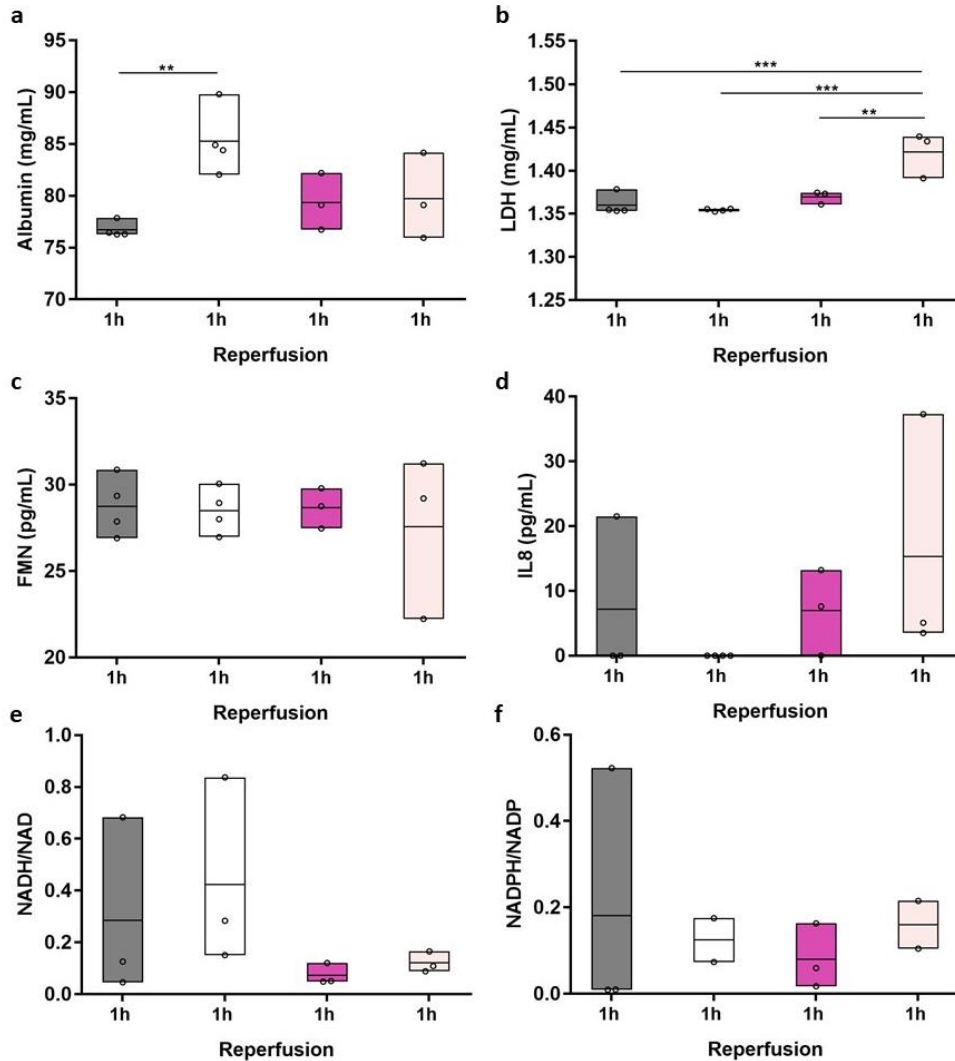 a
Albumin (mg/mL)
95
90
85
80
75
70
**
1h 1h 1h 1h
Reperfusion
b
LDH (mg/mL)
1.55
1.50
1.45
1.40
1.35
1.30
1.25
***
***
**
1h 1h 1h 1h
Reperfusion
c
FMN (pg/mL)
35
30
25
20
1h 1h 1h 1h
Reperfusion
d
IL8 (pg/mL)
40
30
20
10
0
1h 1h 1h 1h
Reperfusion
e
NADH/NAD
1.0
0.8
0.6
0.4
0.2
0.0
1h 1h 1h 1h
Reperfusion
f
NADPH/NADP
0.6
0.4
0.2
0.0
1h 1h 1h 1h
Reperfusion